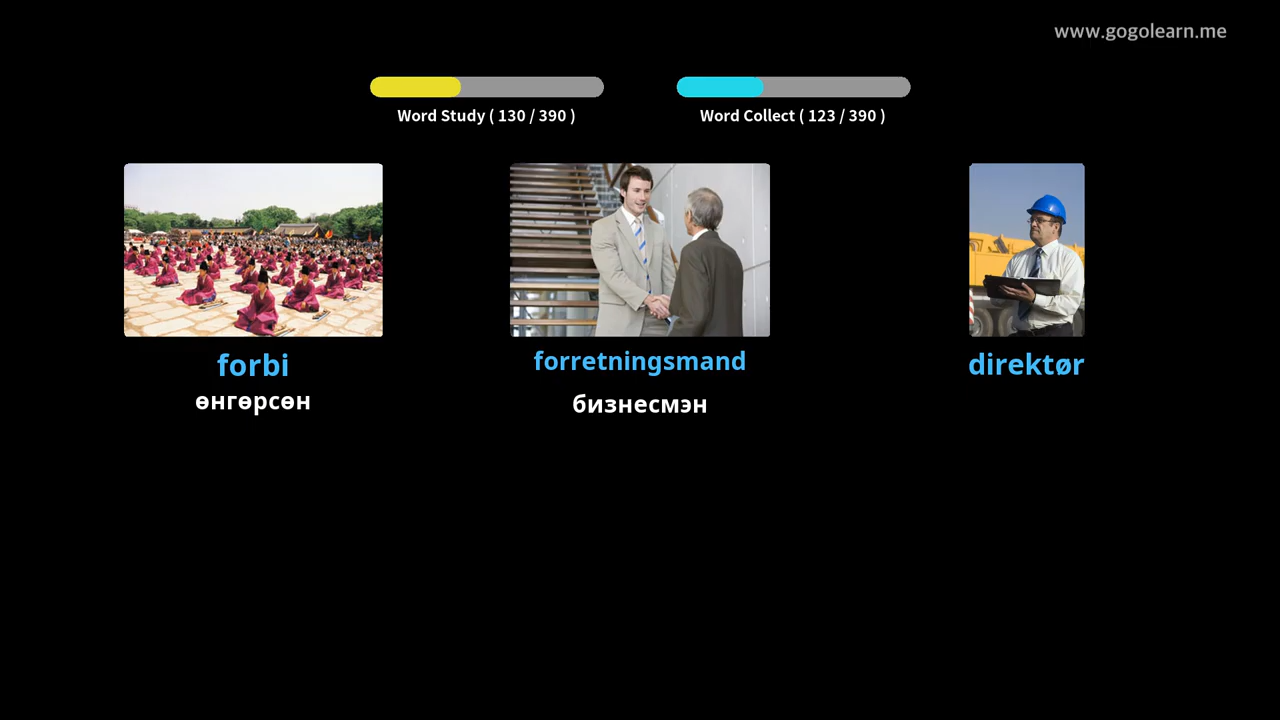 www.gogolearn.me
Word Study ( 130 / 390 )
Word Collect ( 123 / 390 )
forbi
forretningsmand
direktør
өнгөрсөн
бизнесмэн